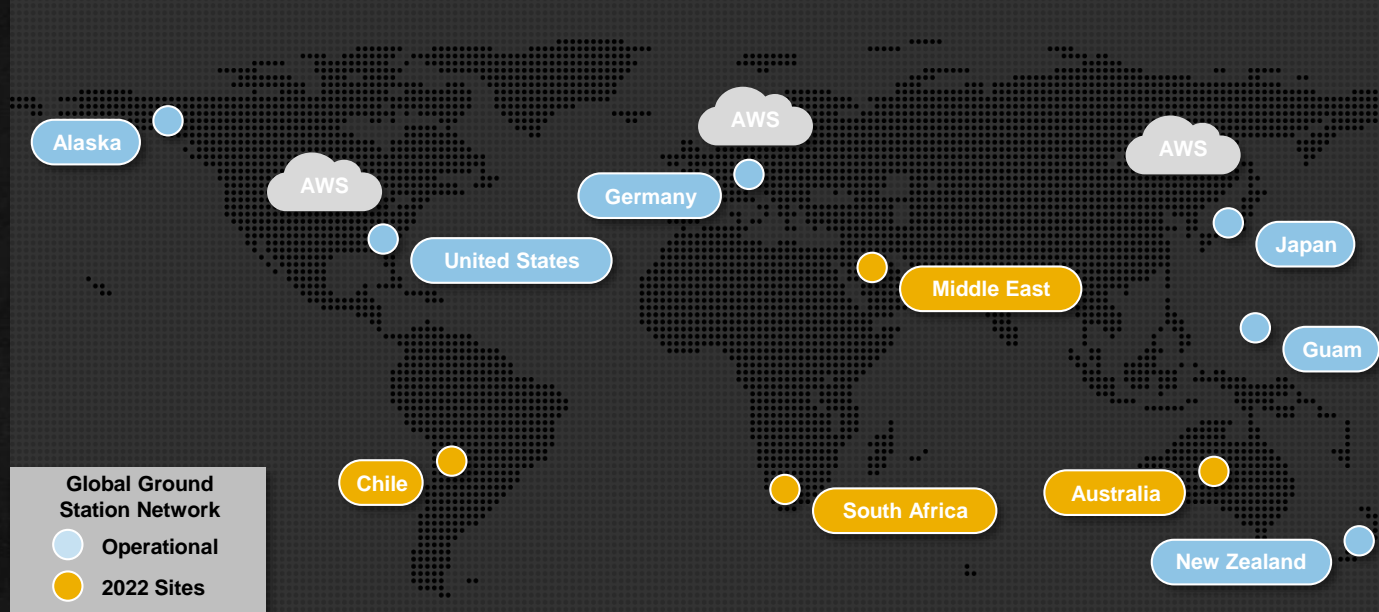 AWS
AWS
Alaska
AWS
Germany
United States
Japan
Middle East
Guam
Chile
Global Ground
Station Network
South Africa
Australia
Operational
New Zealand
2022 Sites